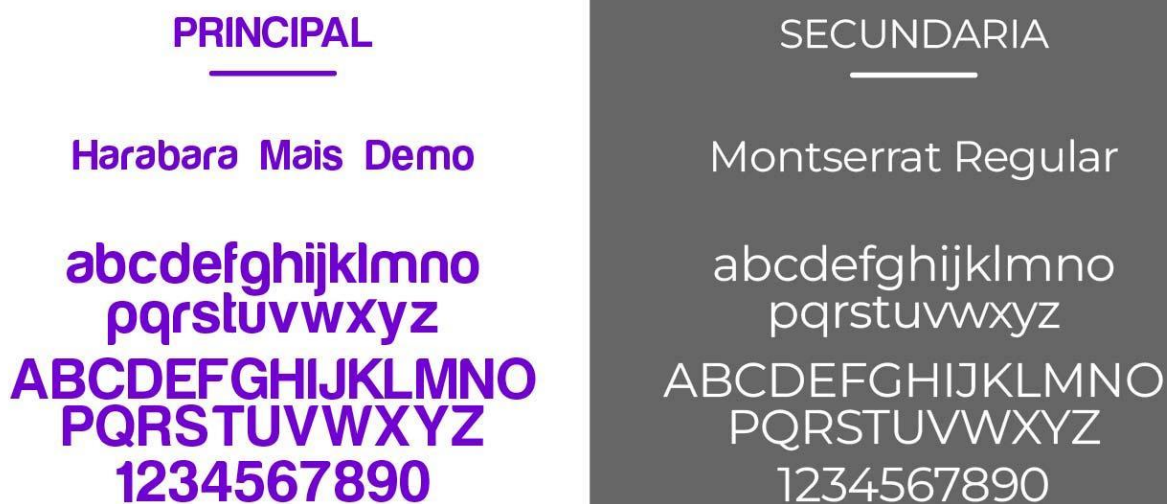 PRINCIPAL
Harabara Mais Demo
abcdefghijklmno
pqrstuvwxyz
ABCDEFGHIJKLMNO
PQRSTUVWXYZ
1234567890
SECUNDARIA
Montserrat Regular
abcdefghijklmno
pqrstuvwxyz
ABCDEFGHIJKLMNO
PQRSTUVWXYZ
1234567890